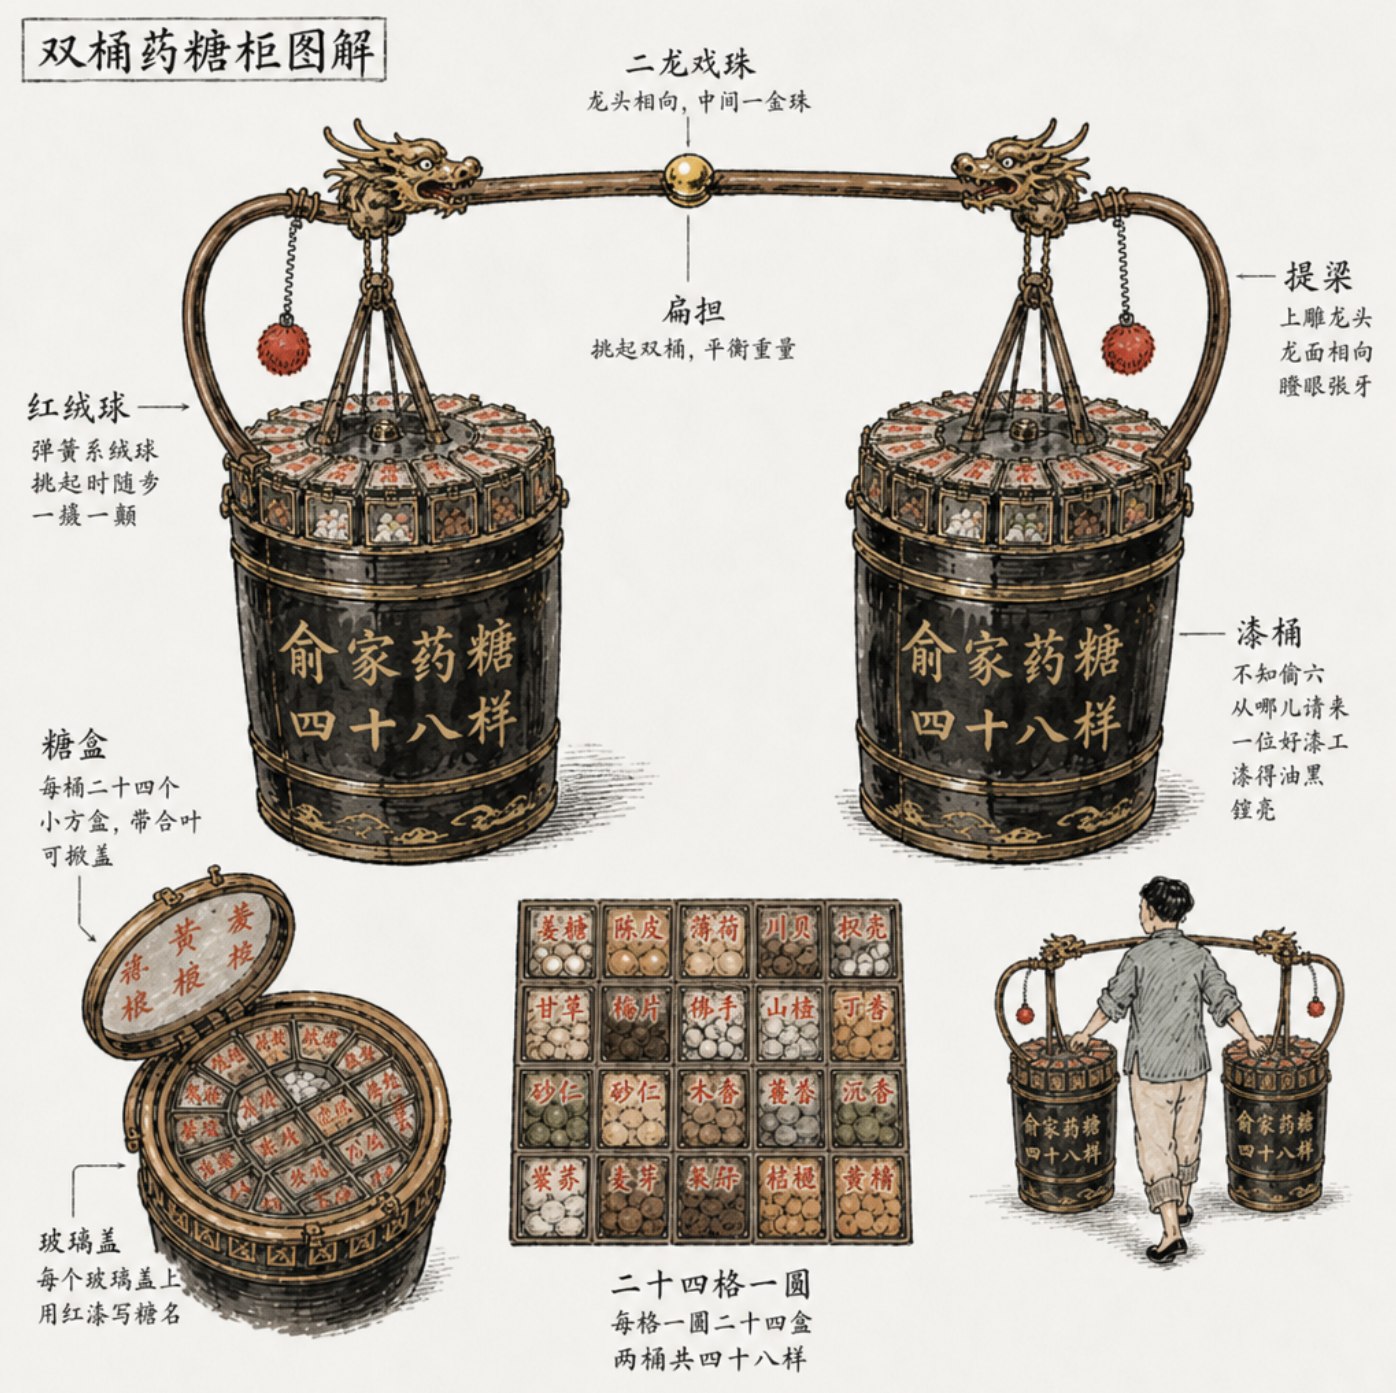 双桶药糖柜图解
二龙戏珠
龙头相向，中间一金珠
扁担
挑起双桶，平衡重量
提梁
上雕龙头
龙面相向
瞪眼张牙
红绒球
弹簧系绒球
挑起时随步
一撬一颠
俞家药糖
四十八样
俞家药糖
四十八样
漆桶
不知偷六
从哪儿请来
一位好漆工
漆得油黑
锃亮
糖盒
每桶二十四个
小方盒，带合叶
可掀盖
姜糖 陈皮 薄荷 川贝 权壳
甘草 梅片 佛手 山楂 丁香
砂仁 砂仁 木香 沉香
紫苏 麦芽 桔梗
俞家药糖
四十八样
俞家药糖
四十八样
玻璃盖
每个玻璃盖上
用红漆写糖名
二十四格一圆
每格一圆二十四盒
两桶共四十八样